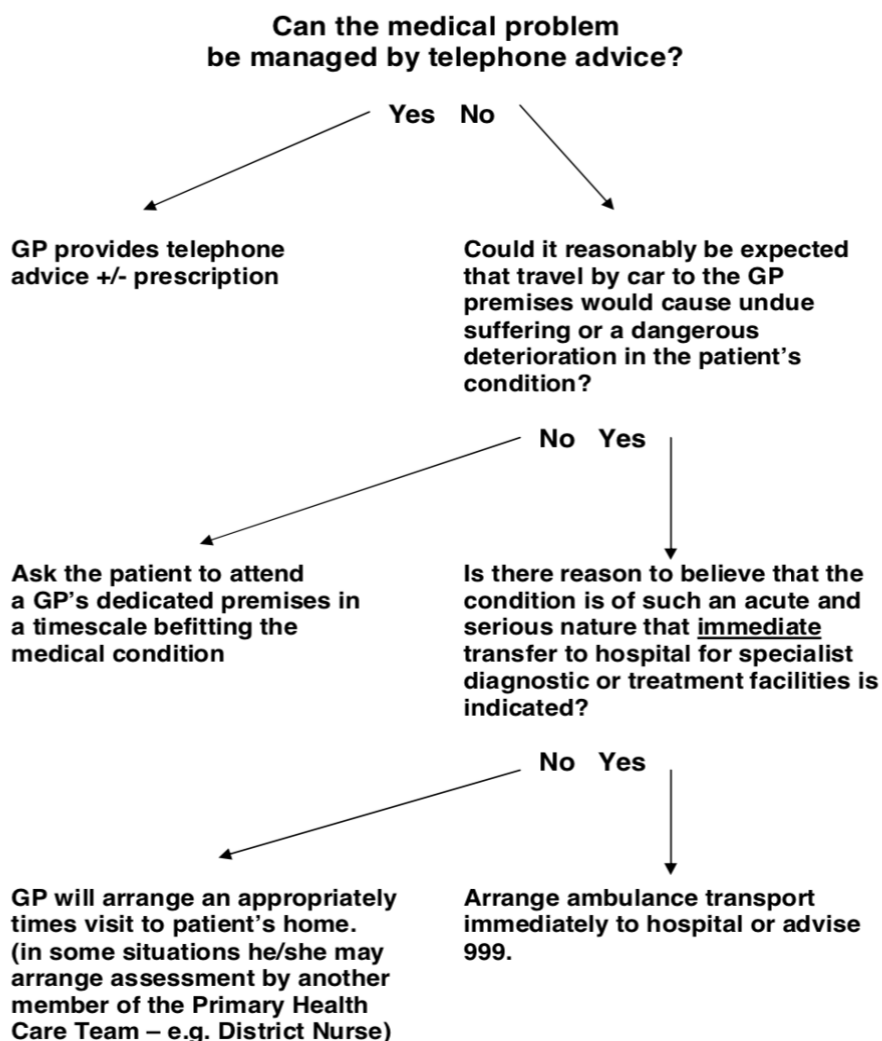 Can the medical problem
be managed by telephone advice?
Yes No
GP provides telephone
advice +/- prescription
Could it reasonably be expected
that travel by car to the GP
premises would cause undue
suffering or a dangerous
deterioration in the patient's
condition?
No Yes
Ask the patient to attend
a GP's dedicated premises in
a timescale befitting the
medical condition
Is there reason to believe that the
condition is of such an acute and
serious nature that immediate
transfer to hospital for specialist
diagnostic or treatment facilities is
indicated?
No Yes
GP will arrange an appropriately
times visit to patient's home.
(in some situations he/she may
arrange assessment by another
member of the Primary Health
Care Team – e.g. District Nurse)
Arrange ambulance transport
immediately to hospital or advise
999.